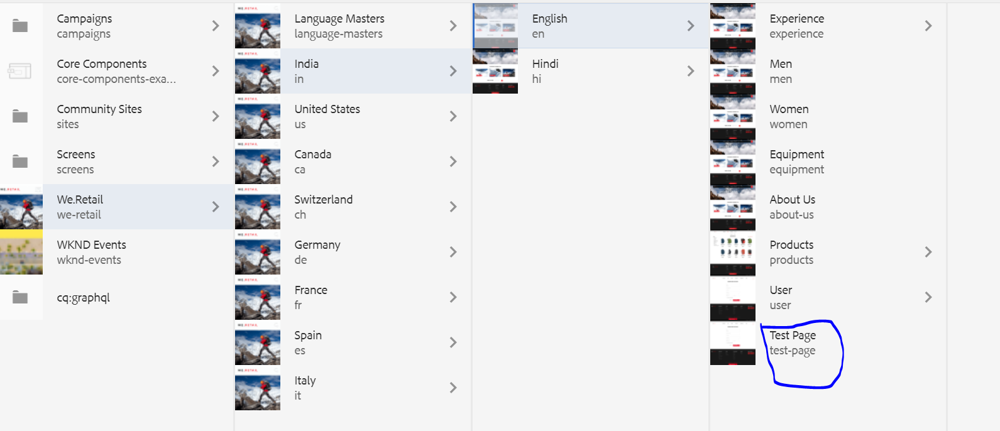 Campaigns
campaigns
Core Components
core-components-exa...
Community Sites
sites
Screens
screens
We.Retail
we-retail
WKND Events
wknd-events
cq:graphql
Language Masters
language-masters
India
in
United States
us
Canada
ca
Switzerland
ch
Germany
de
France
fr
Spain
es
Italy
it
English
en
Hindi
hi
Experience
experience
Men
men
Women
women
Equipment
equipment
About Us
about-us
Products
products
User
user
Test Page
test-page